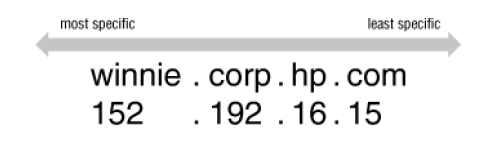 most specific least specific
winnie . corp . hp . com
152 . 192 . 16 . 15